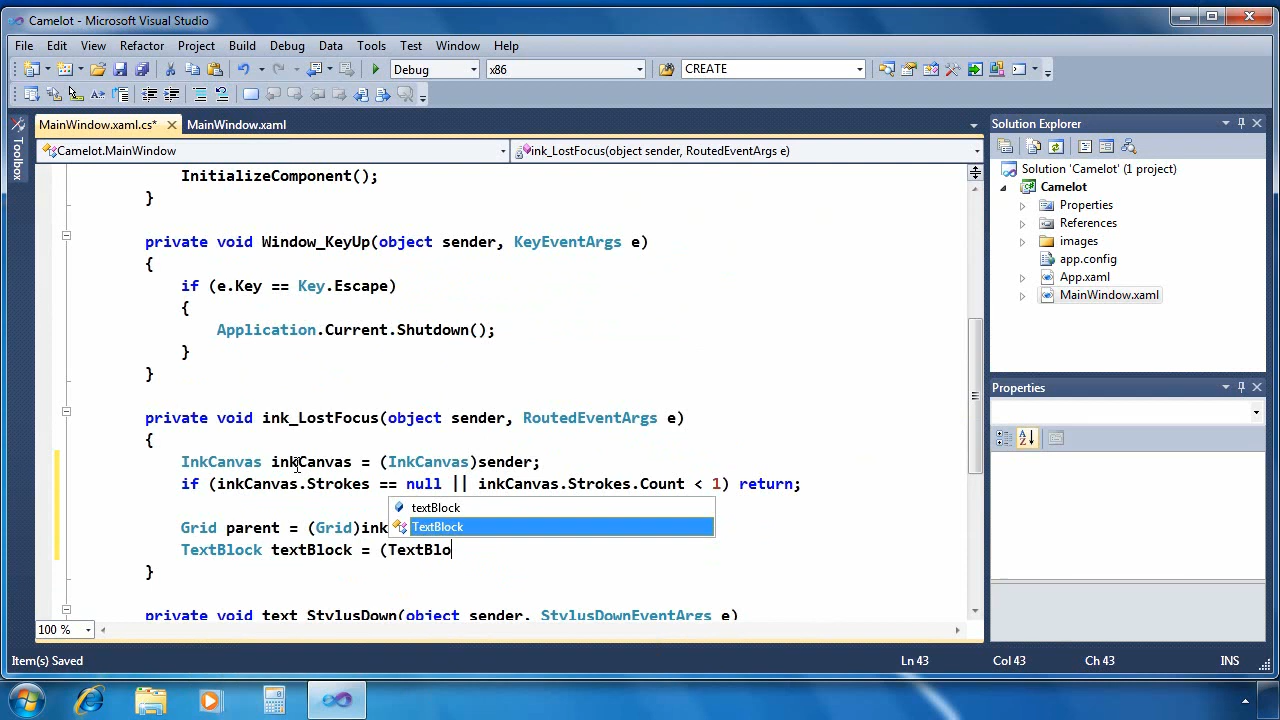 Camelot - Microsoft Visual Studio
File Edit View Refactor Project Build Debug Data Tools Test Window Help
Debug x86 CREATE
MainWindow.xaml.cs* MainWindow.xaml
Camelot.MainWindow ink_LostFocus(object sender, RoutedEventArgs e)
Toolbox
InitializeComponent();
}
private void Window_KeyUp(object sender, KeyEventArgs e)
{
if (e.Key == Key.Escape)
{
Application.Current.Shutdown();
}
}
private void ink_LostFocus(object sender, RoutedEventArgs e)
{
InkCanvas inkCanvas = (InkCanvas)sender;
if (inkCanvas.Strokes == null || inkCanvas.Strokes.Count < 1) return;
textBlock
TextBlock
Grid parent = (Grid)ink
TextBlock textBlock = (TextBlo
}
private void text_StylusDown(object sender, StylusDownEventArgs e)
100 %
Solution Explorer
Solution 'Camelot' (1 project)
Camelot
Properties
References
images
app.config
App.xaml
MainWindow.xaml
Properties
Item(s) Saved Ln 43 Col 43 Ch 43 INS